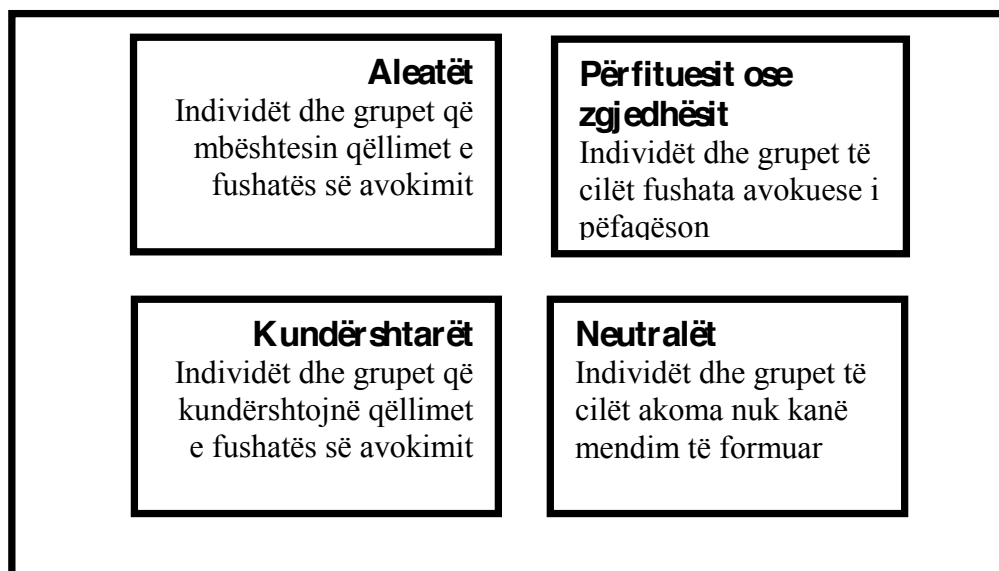 Aleatët
Individët dhe grupet që
mbështesin qëllimet e
fushatës së avokimit
Përfituesit ose
zgjedhësit
Individët dhe grupet të
cilët fushata avokuese i
pëfaqëson
Kundërshtarët
Individët dhe grupet që
kundërshtojnë qëllimet
e fushatës së avokimit
Neutralët
Individët dhe grupet të
cilët akoma nuk kanë
mendim të formuar